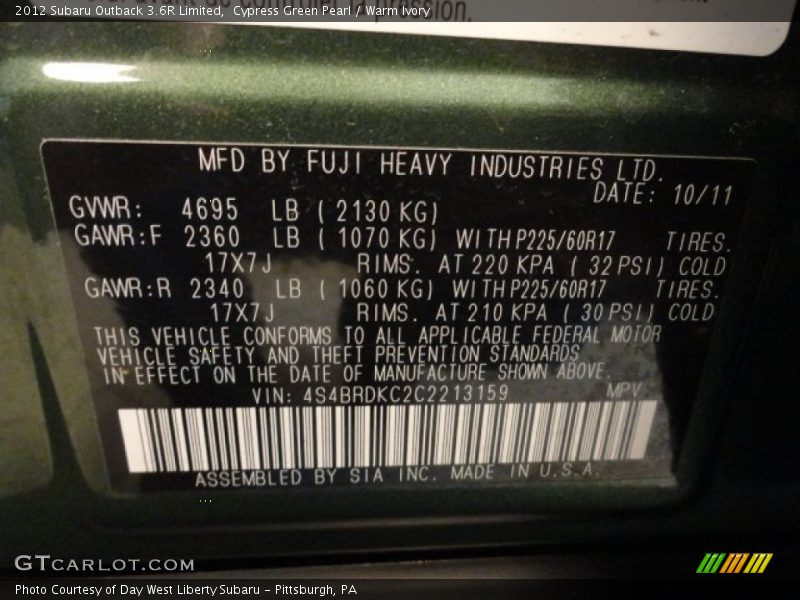 2012 Subaru Outback 3.6R Limited, Cypress Green Pearl / Warm Ivory
pression.
MFD BY FUJI HEAVY INDUSTRIES LTD.
DATE: 10/11
GVWR: 4695 LB ( 2130 KG)
GAWR:F 2360 LB ( 1070 KG) WITH P225/60R17 TIRES.
17X7J RIMS. AT 220 KPA ( 32 PSI) COLD
GAWR:R 2340 LB ( 1060 KG) WITH P225/60R17 TIRES.
17X7J RIMS. AT 210 KPA ( 30 PSI) COLD
THIS VEHICLE CONFORMS TO ALL APPLICABLE FEDERAL MOTOR
VEHICLE SAFETY AND THEFT PREVENTION STANDARDS
IN EFFECT ON THE DATE OF MANUFACTURE SHOWN ABOVE.
VIN: 4S4BRDKC2C2213159 MPV
ASSEMBLED BY SIA INC. MADE IN U.S.A.
GTCARLOT.COM
Photo Courtesy of Day West Liberty Subaru - Pittsburgh, PA